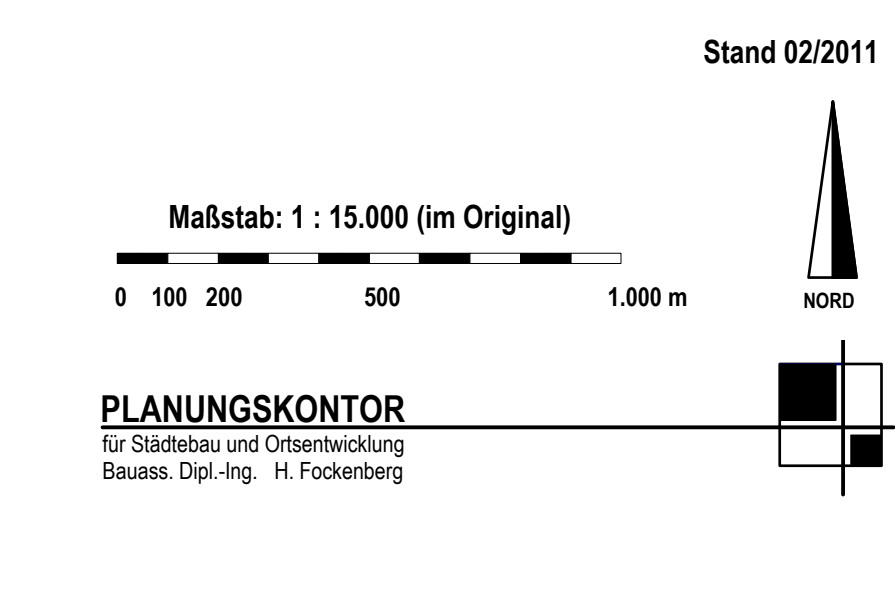 Stand 02/2011
Maßstab: 1 : 15.000 (im Original)
0 100 200 500 1.000 m
NORD
PLANUNGSKONTOR
für Städtebau und Ortsentwicklung
Bauass. Dipl.-Ing. H. Fockenberg